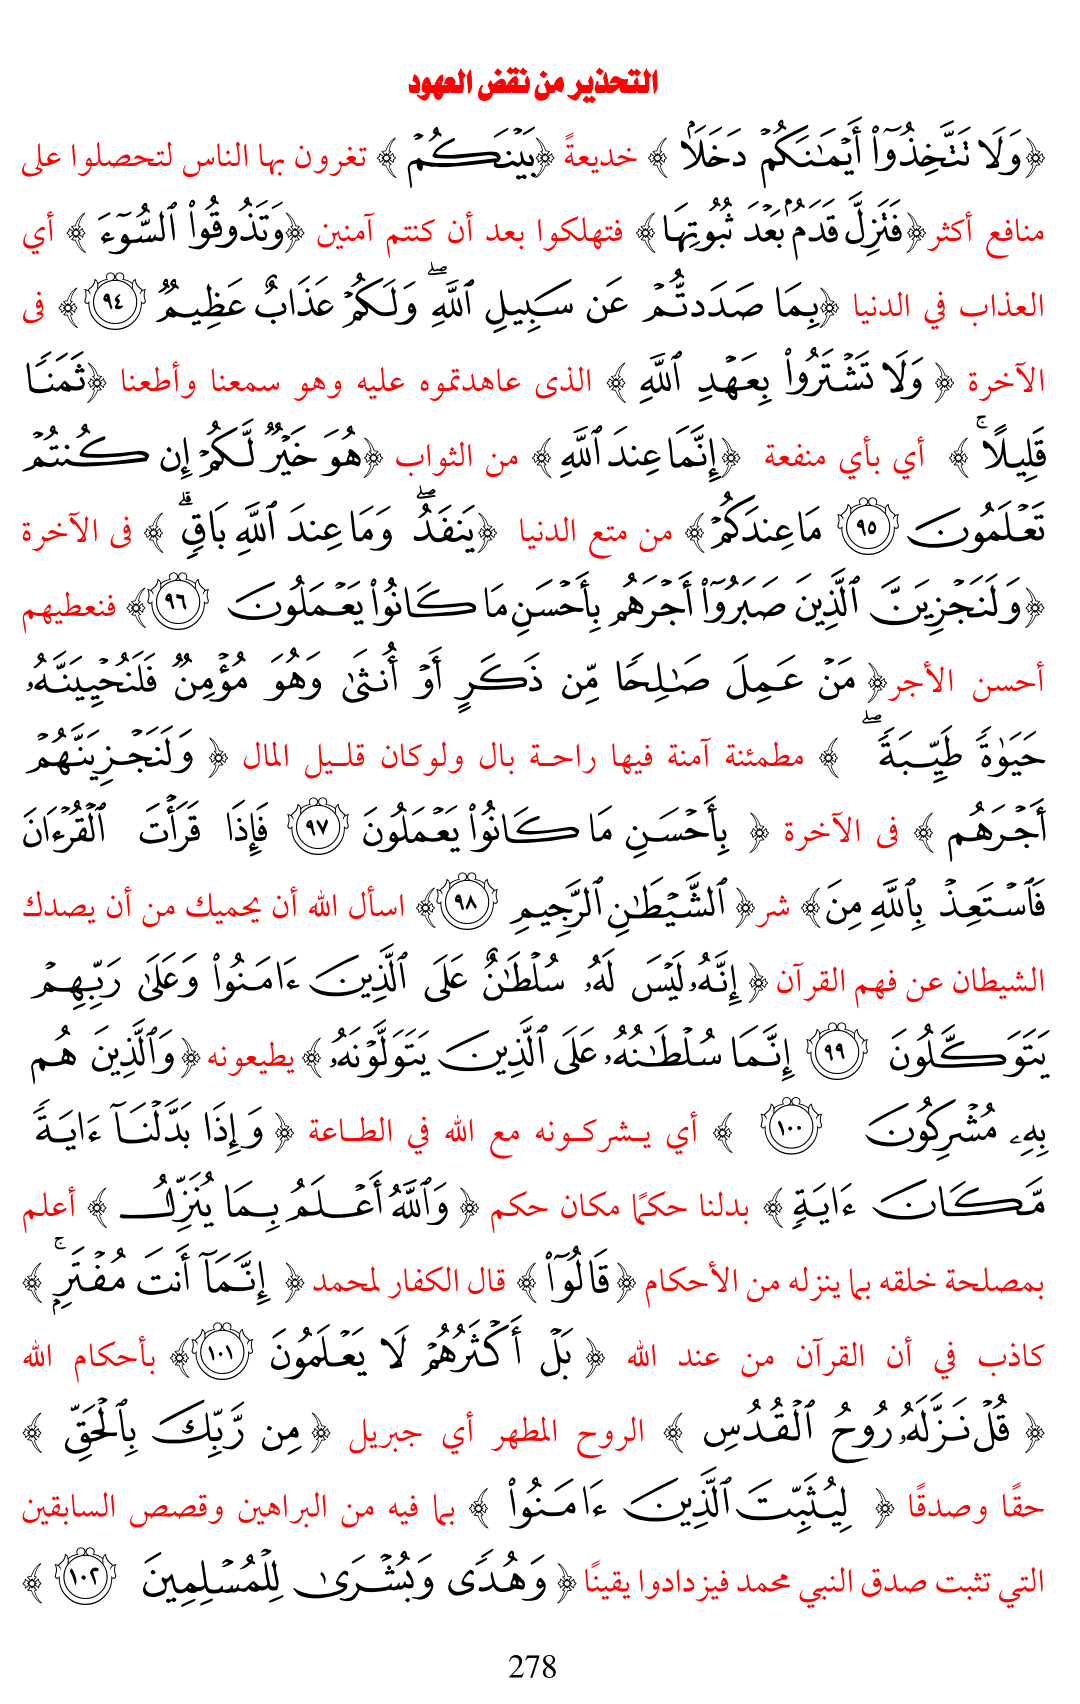 التحذير من نقض العهود
﴿وَلَا تَتَّخِذُوٓا۟ أَيْمَـٰنَكُمْ دَخَلًۢا ﴾ خديعةً ﴿بَيْنَكُمْ ﴾ تغرون بها الناس لتحصلوا على
منافع أكثر﴿فَتَزِلَّ قَدَمٌۢ بَعْدَ ثُبُوتِهَا﴾ فتهلكوا بعد أن كنتم آمنين ﴿وَتَذُوقُوا۟ ٱلسُّوٓءَ ﴾ أي
العذاب في الدنيا ﴿بِمَا صَدَدتُّمْ عَن سَبِيلِ ٱللَّهِ ۖ وَلَكُمْ عَذَابٌ عَظِيمٌ ٩٤﴾ فى
الآخرة ﴿ وَلَا تَشْتَرُوا۟ بِعَهْدِ ٱللَّهِ ﴾ الذى عاهدتموه عليه وهو سمعنا وأطعنا ﴿ثَمَنًا
قَلِيلًا ۚ ﴾ أي بأي منفعة ﴿إِنَّمَا عِندَ ٱللَّهِ ﴾ من الثواب ﴿هُوَ خَيْرٌ لَّكُمْ إِن كُنتُمْ
تَعْلَمُونَ ٩٥ مَا عِندَكُمْ﴾ من متع الدنيا ﴿يَنفَدُ ۖ وَمَا عِندَ ٱللَّهِ بَاقٍ ۗ ﴾ فى الآخرة
﴿وَلَنَجْزِيَنَّ ٱلَّذِينَ صَبَرُوٓا۟ أَجْرَهُم بِأَحْسَنِ مَا كَانُوا۟ يَعْمَلُونَ ٩٦﴾ فنعطيهم
أحسن الأجر﴿ مَنْ عَمِلَ صَـٰلِحًا مِّن ذَكَرٍ أَوْ أُنثَىٰ وَهُوَ مُؤْمِنٌ فَلَنُحْيِيَنَّهُۥ
حَيَوٰةً طَيِّبَةً ۖ ﴾ مطمئنة آمنة فيها راحة بال ولوكان قليل المال ﴿ وَلَنَجْزِيَنَّهُمْ
أَجْرَهُم ﴾ فى الآخرة ﴿ بِأَحْسَنِ مَا كَانُوا۟ يَعْمَلُونَ ٩٧ فَإِذَا قَرَأْتَ ٱلْقُرْءَانَ
فَٱسْتَعِذْ بِٱللَّهِ مِنَ﴾ شر﴿ ٱلشَّيْطَـٰنِ ٱلرَّجِيمِ ٩٨﴾ اسأل الله أن يحميك من أن يصدك
الشيطان عن فهم القرآن ﴿ إِنَّهُۥ لَيْسَ لَهُۥ سُلْطَـٰنٌ عَلَى ٱلَّذِينَ ءَامَنُوا۟ وَعَلَىٰ رَبِّهِمْ
يَتَوَكَّلُونَ ٩٩ إِنَّمَا سُلْطَـٰنُهُۥ عَلَى ٱلَّذِينَ يَتَوَلَّوْنَهُۥ ﴾ يطيعونه ﴿ وَٱلَّذِينَ هُم
بِهِۦ مُشْرِكُونَ ١٠٠ ﴾ أي يشركونه مع الله في الطاعة ﴿ وَإِذَا بَدَّلْنَآ ءَايَةً
مَّكَانَ ءَايَةٍ ﴾ بدلنا حكمًا مكان حكم ﴿ وَٱللَّهُ أَعْلَمُ بِمَا يُنَزِّلُ ﴾ أعلم
بمصلحة خلقه بما ينزله من الأحكام ﴿ قَالُوٓا۟ ﴾ قال الكفار لمحمد ﴿ إِنَّمَآ أَنتَ مُفْتَرٍۭ ۚ ﴾
كاذب في أن القرآن من عند الله ﴿ بَلْ أَكْثَرُهُمْ لَا يَعْلَمُونَ ١٠١﴾ بأحكام الله
﴿ قُلْ نَزَّلَهُۥ رُوحُ ٱلْقُدُسِ ﴾ الروح المطهر أي جبريل ﴿ مِن رَّبِّكَ بِٱلْحَقِّ ﴾
حقًا وصدقًا ﴿ لِيُثَبِّتَ ٱلَّذِينَ ءَامَنُوا۟ ﴾ بما فيه من البراهين وقصص السابقين
التي تثبت صدق النبي محمد فيزدادوا يقينًا ﴿ وَهُدًى وَبُشْرَىٰ لِلْمُسْلِمِينَ ١٠٢ ﴾
278